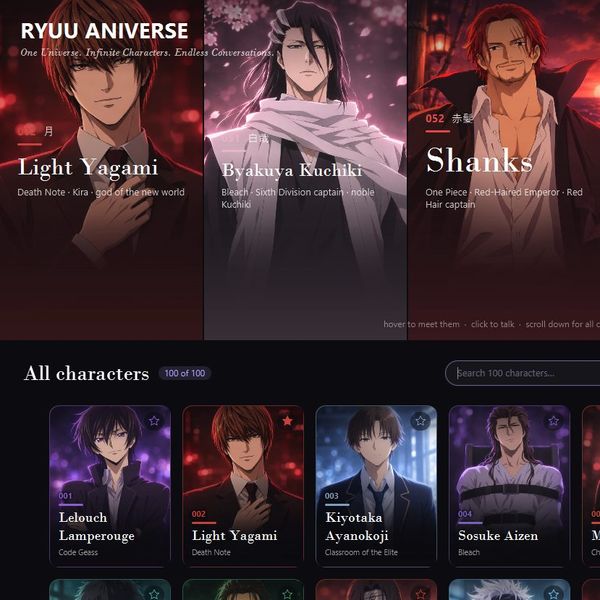 RYUU ANIVERSE
One Universe. Infinite Characters. Endless Conversations.
月
Light Yagami
Death Note · Kira · god of the new world
白哉
Byakuya Kuchiki
Bleach · Sixth Division captain · noble
Kuchiki
052 赤髪
Shanks
One Piece · Red-Haired Emperor · Red
Hair captain
hover to meet them · click to talk · scroll down for all
All characters
100 of 100
Search 100 characters...
001
Lelouch
Lamperouge
Code Geass
002
Light Yagami
Death Note
003
Kiyotaka
Ayanokoji
Classroom of the Elite
004
Sosuke Aizen
Bleach